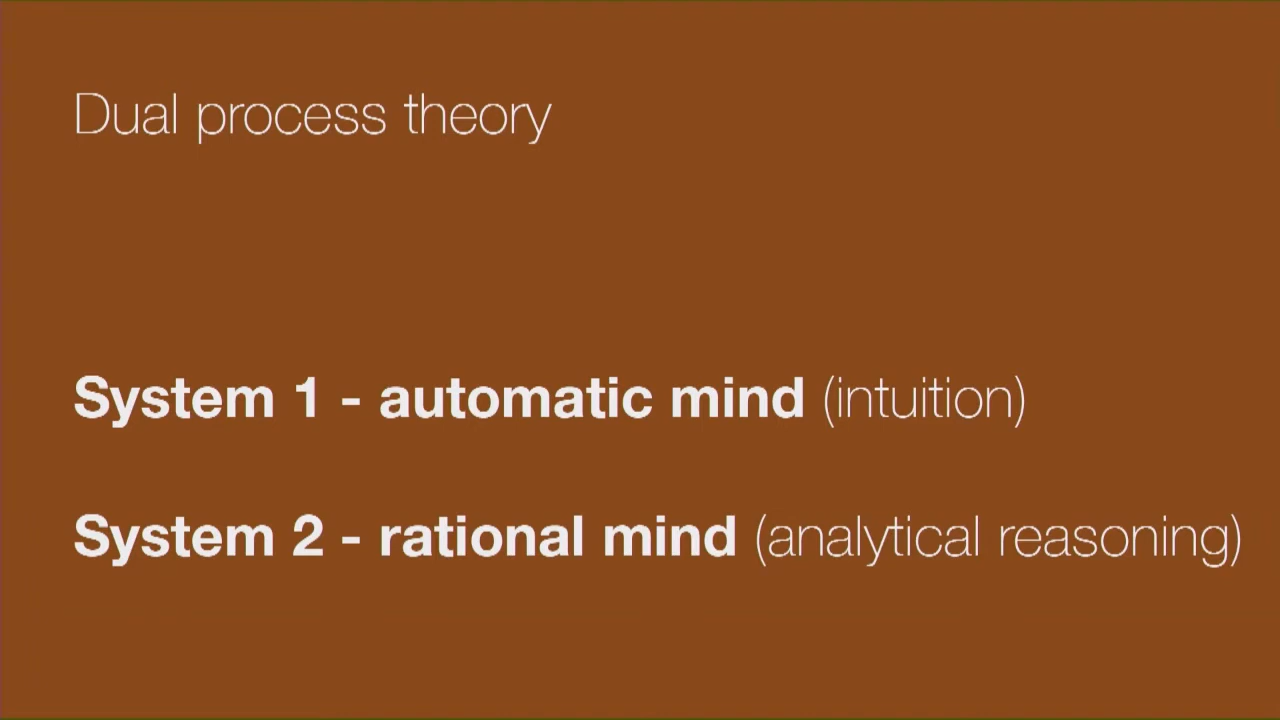 Dual process theory
System 1 - automatic mind (intuition)
System 2 - rational mind (analytical reasoning)